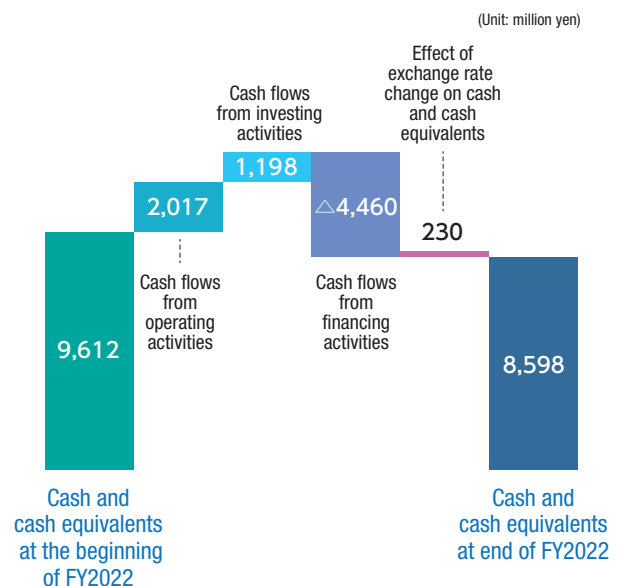 (Unit: million yen)
Effect of
exchange rate
change on cash
and cash
equivalents
Cash flows
from investing
activities
1,198
2,017
△4,460
230
Cash flows
from
operating
activities
Cash flows
from
financing
activities
9,612
8,598
Cash and
cash equivalents
at the beginning
of FY2022
Cash and
cash equivalents
at end of FY2022